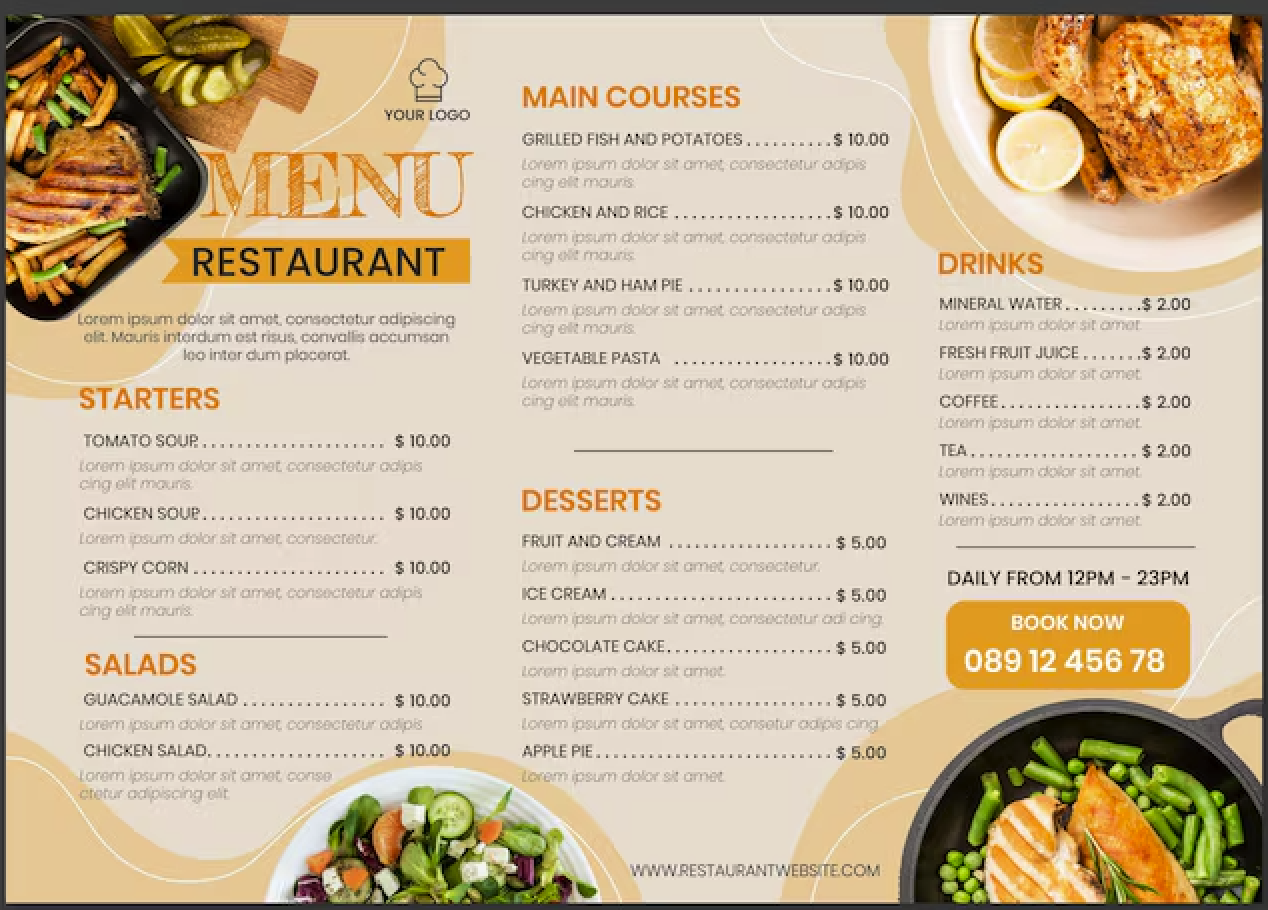 YOUR LOGO
MENU
RESTAURANT
Lorem ipsum dolor sit amet, consectetur adipiscing
elit. Mauris interdum est risus, convallis accumsan
leo inter dum placerat.
STARTERS
TOMATO SOUP..................... $ 10.00
Lorem ipsum dolor sit amet, consectetur adipis
cing elit mauris.
CHICKEN SOUP..................... $ 10.00
Lorem ipsum dolor sit amet, consectetur.
CRISPY CORN ...................... $ 10.00
Lorem ipsum dolor sit amet, consectetur adipis
cing elit mauris.
SALADS
GUACAMOLE SALAD ................ $ 10.00
Lorem ipsum dolor sit amet, consectetur adipis
CHICKEN SALAD.................... $ 10.00
Lorem ipsum dolor sit amet, conse
ctetur adipiscing elit.
MAIN COURSES
GRILLED FISH AND POTATOES..........$ 10.00
Lorem ipsum dolor sit amet, consectetur adipis
cing elit mauris.
CHICKEN AND RICE ..................$ 10.00
Lorem ipsum dolor sit amet, consectetur adipis
cing elit mauris.
TURKEY AND HAM PIE ................$ 10.00
Lorem ipsum dolor sit amet, consectetur adipis
cing elit mauris.
VEGETABLE PASTA ..................$ 10.00
Lorem ipsum dolor sit amet, consectetur adipis
cing elit mauris.
DESSERTS
FRUIT AND CREAM ...................$ 5.00
Lorem ipsum dolor sit amet, consectetur.
ICE CREAM ..........................$ 5.00
Lorem ipsum dolor sit amet, consectetur adi cing.
CHOCOLATE CAKE....................$ 5.00
Lorem ipsum dolor sit amet.
STRAWBERRY CAKE ..................$ 5.00
Lorem ipsum dolor sit amet, consetur adipis cing.
APPLE PIE............................$ 5.00
Lorem ipsum dolor sit amet.
WWW.RESTAURANTWEBSITE.COM
DRINKS
MINERAL WATER .........$ 2.00
Lorem ipsum dolor sit amet.
FRESH FRUIT JUICE .......$ 2.00
Lorem ipsum dolor sit amet.
COFFEE.................$ 2.00
Lorem ipsum dolor sit amet.
TEA.................... $ 2.00
Lorem ipsum dolor sit amet.
WINES..................$ 2.00
Lorem ipsum dolor sit amet.
DAILY FROM 12PM - 23PM
BOOK NOW
089 12 456 78